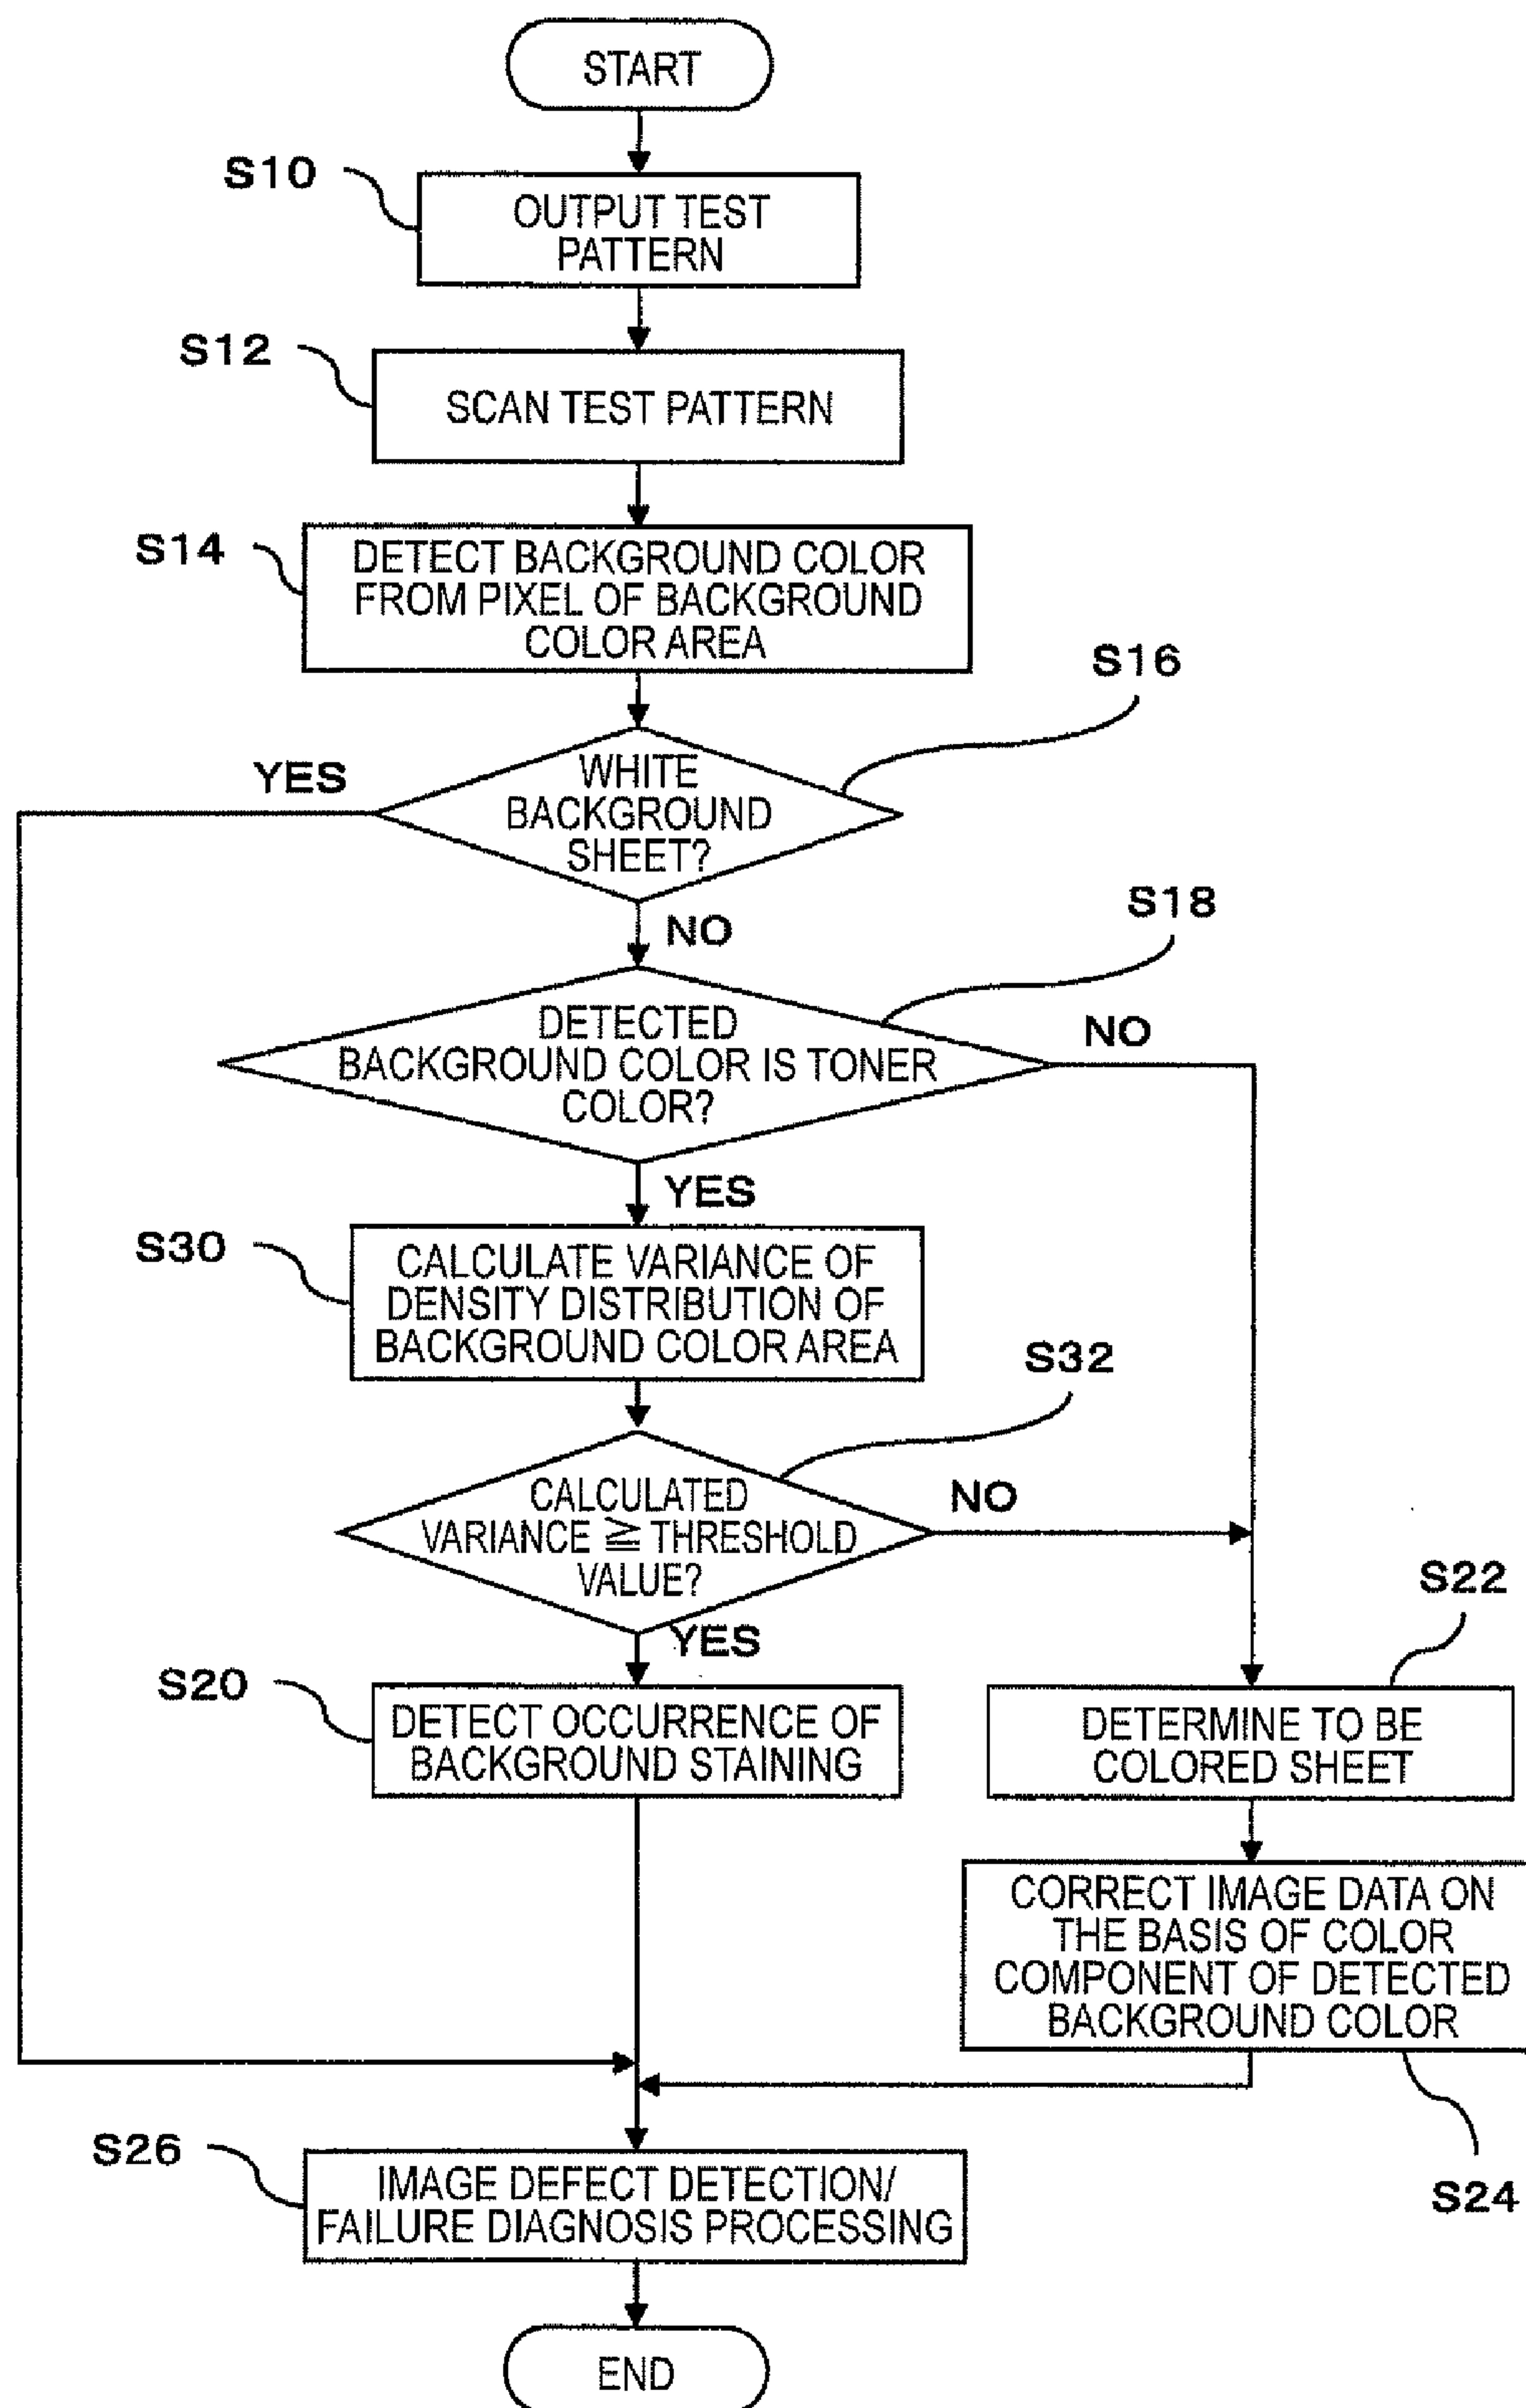 START
S10
OUTPUT TEST
PATTERN
S12
SCAN TEST PATTERN
S14
DETECT BACKGROUND COLOR
FROM PIXEL OF BACKGROUND
COLOR AREA
S16
YES
WHITE
BACKGROUND
SHEET?
NO
S18
DETECTED
BACKGROUND COLOR IS TONER
COLOR?
NO
YES
S30
CALCULATE VARIANCE OF
DENSITY DISTRIBUTION OF
BACKGROUND COLOR AREA
S32
CALCULATED
VARIANCE ≧ THRESHOLD
VALUE?
NO
YES
S20
DETECT OCCURRENCE OF
BACKGROUND STAINING
S22
DETERMINE TO BE
COLORED SHEET
CORRECT IMAGE DATA ON
THE BASIS OF COLOR
COMPONENT OF DETECTED
BACKGROUND COLOR
S24
S26
IMAGE DEFECT DETECTION/
FAILURE DIAGNOSIS PROCESSING
END